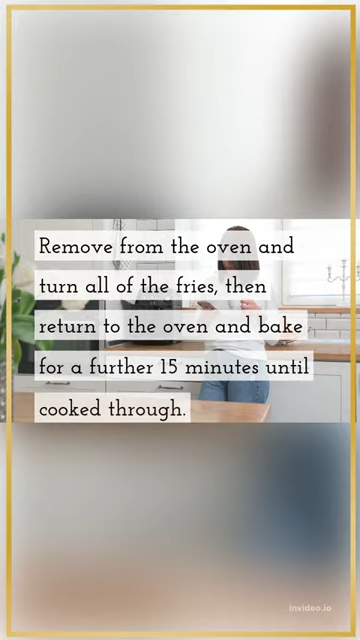 Remove from the oven and
turn all of the fries, then
return to the oven and bake
for a further 15 minutes until
cooked through.
invideo.io